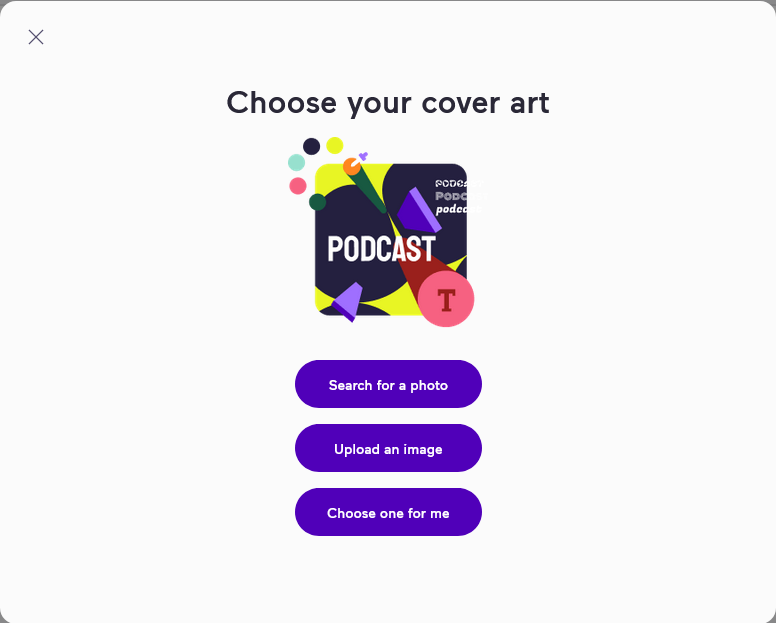 Choose your cover art
PODCAST
PODCAST
podcast
PODCAST
T
Search for a photo
Upload an image
Choose one for me